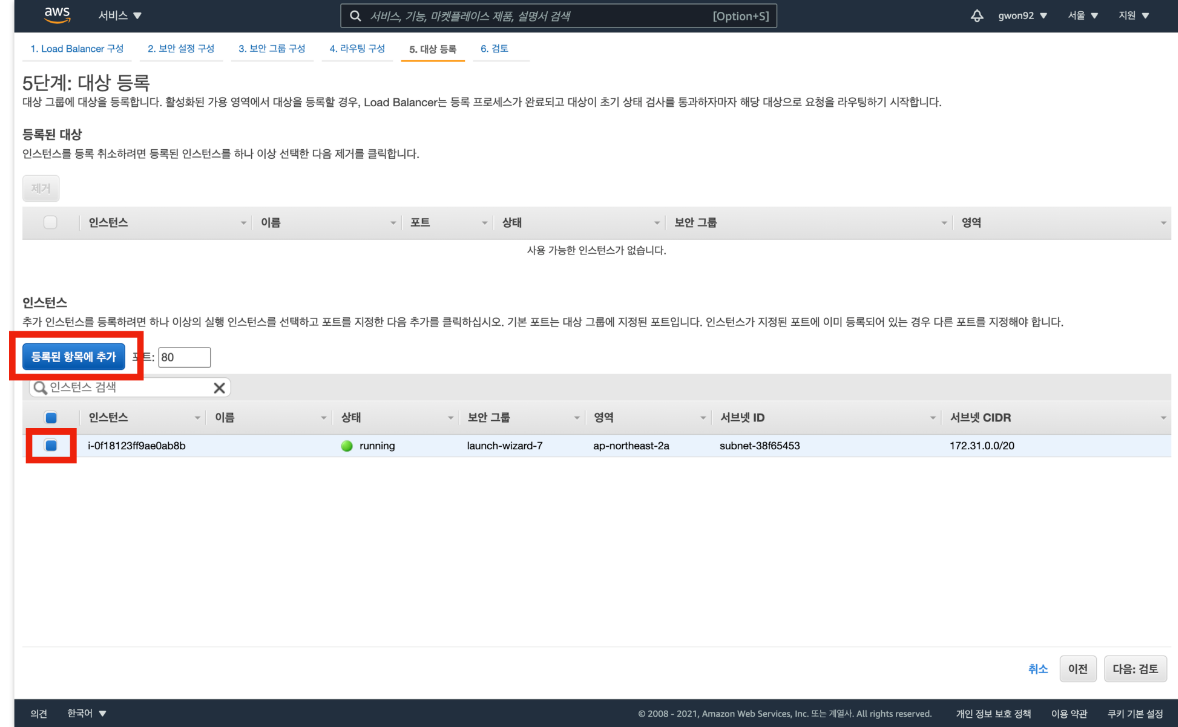 aws 서비스 ▼ 서비스, 기능, 마켓플레이스 제품, 설명서 검색 [Option+S] gwon92 ▼ 서울 ▼ 지원 ▼
1. Load Balancer 구성 2. 보안 설정 구성 3. 보안 그룹 구성 4. 라우팅 구성 5. 대상 등록 6. 검토
5단계: 대상 등록
대상 그룹에 대상을 등록합니다. 활성화된 가용 영역에서 대상을 등록할 경우, Load Balancer는 등록 프로세스가 완료되고 대상이 초기 상태 검사를 통과하자마자 해당 대상으로 요청을 라우팅하기 시작합니다.
등록된 대상
인스턴스를 등록 취소하려면 등록된 인스턴스를 하나 이상 선택한 다음 제거를 클릭합니다.
제거
인스턴스 이름 포트 상태 보안 그룹 영역
사용 가능한 인스턴스가 없습니다.
인스턴스
추가 인스턴스를 등록하려면 하나 이상의 실행 인스턴스를 선택하고 포트를 지정한 다음 추가를 클릭하십시오. 기본 포트는 대상 그룹에 지정된 포트입니다. 인스턴스가 지정된 포트에 이미 등록되어 있는 경우 다른 포트를 지정해야 합니다.
등록된 항목에 추가 포트: 80
인스턴스 검색
인스턴스 이름 상태 보안 그룹 영역 서브넷 ID 서브넷 CIDR
i-0f18123ff9ae0ab8b running launch-wizard-7 ap-northeast-2a subnet-38f65453 172.31.0.0/20
취소 이전 다음: 검토
의견 한국어 ▼ © 2008 - 2021, Amazon Web Services, Inc. 또는 계열사. All rights reserved. 개인 정보 보호 정책 이용 약관 쿠키 기본 설정